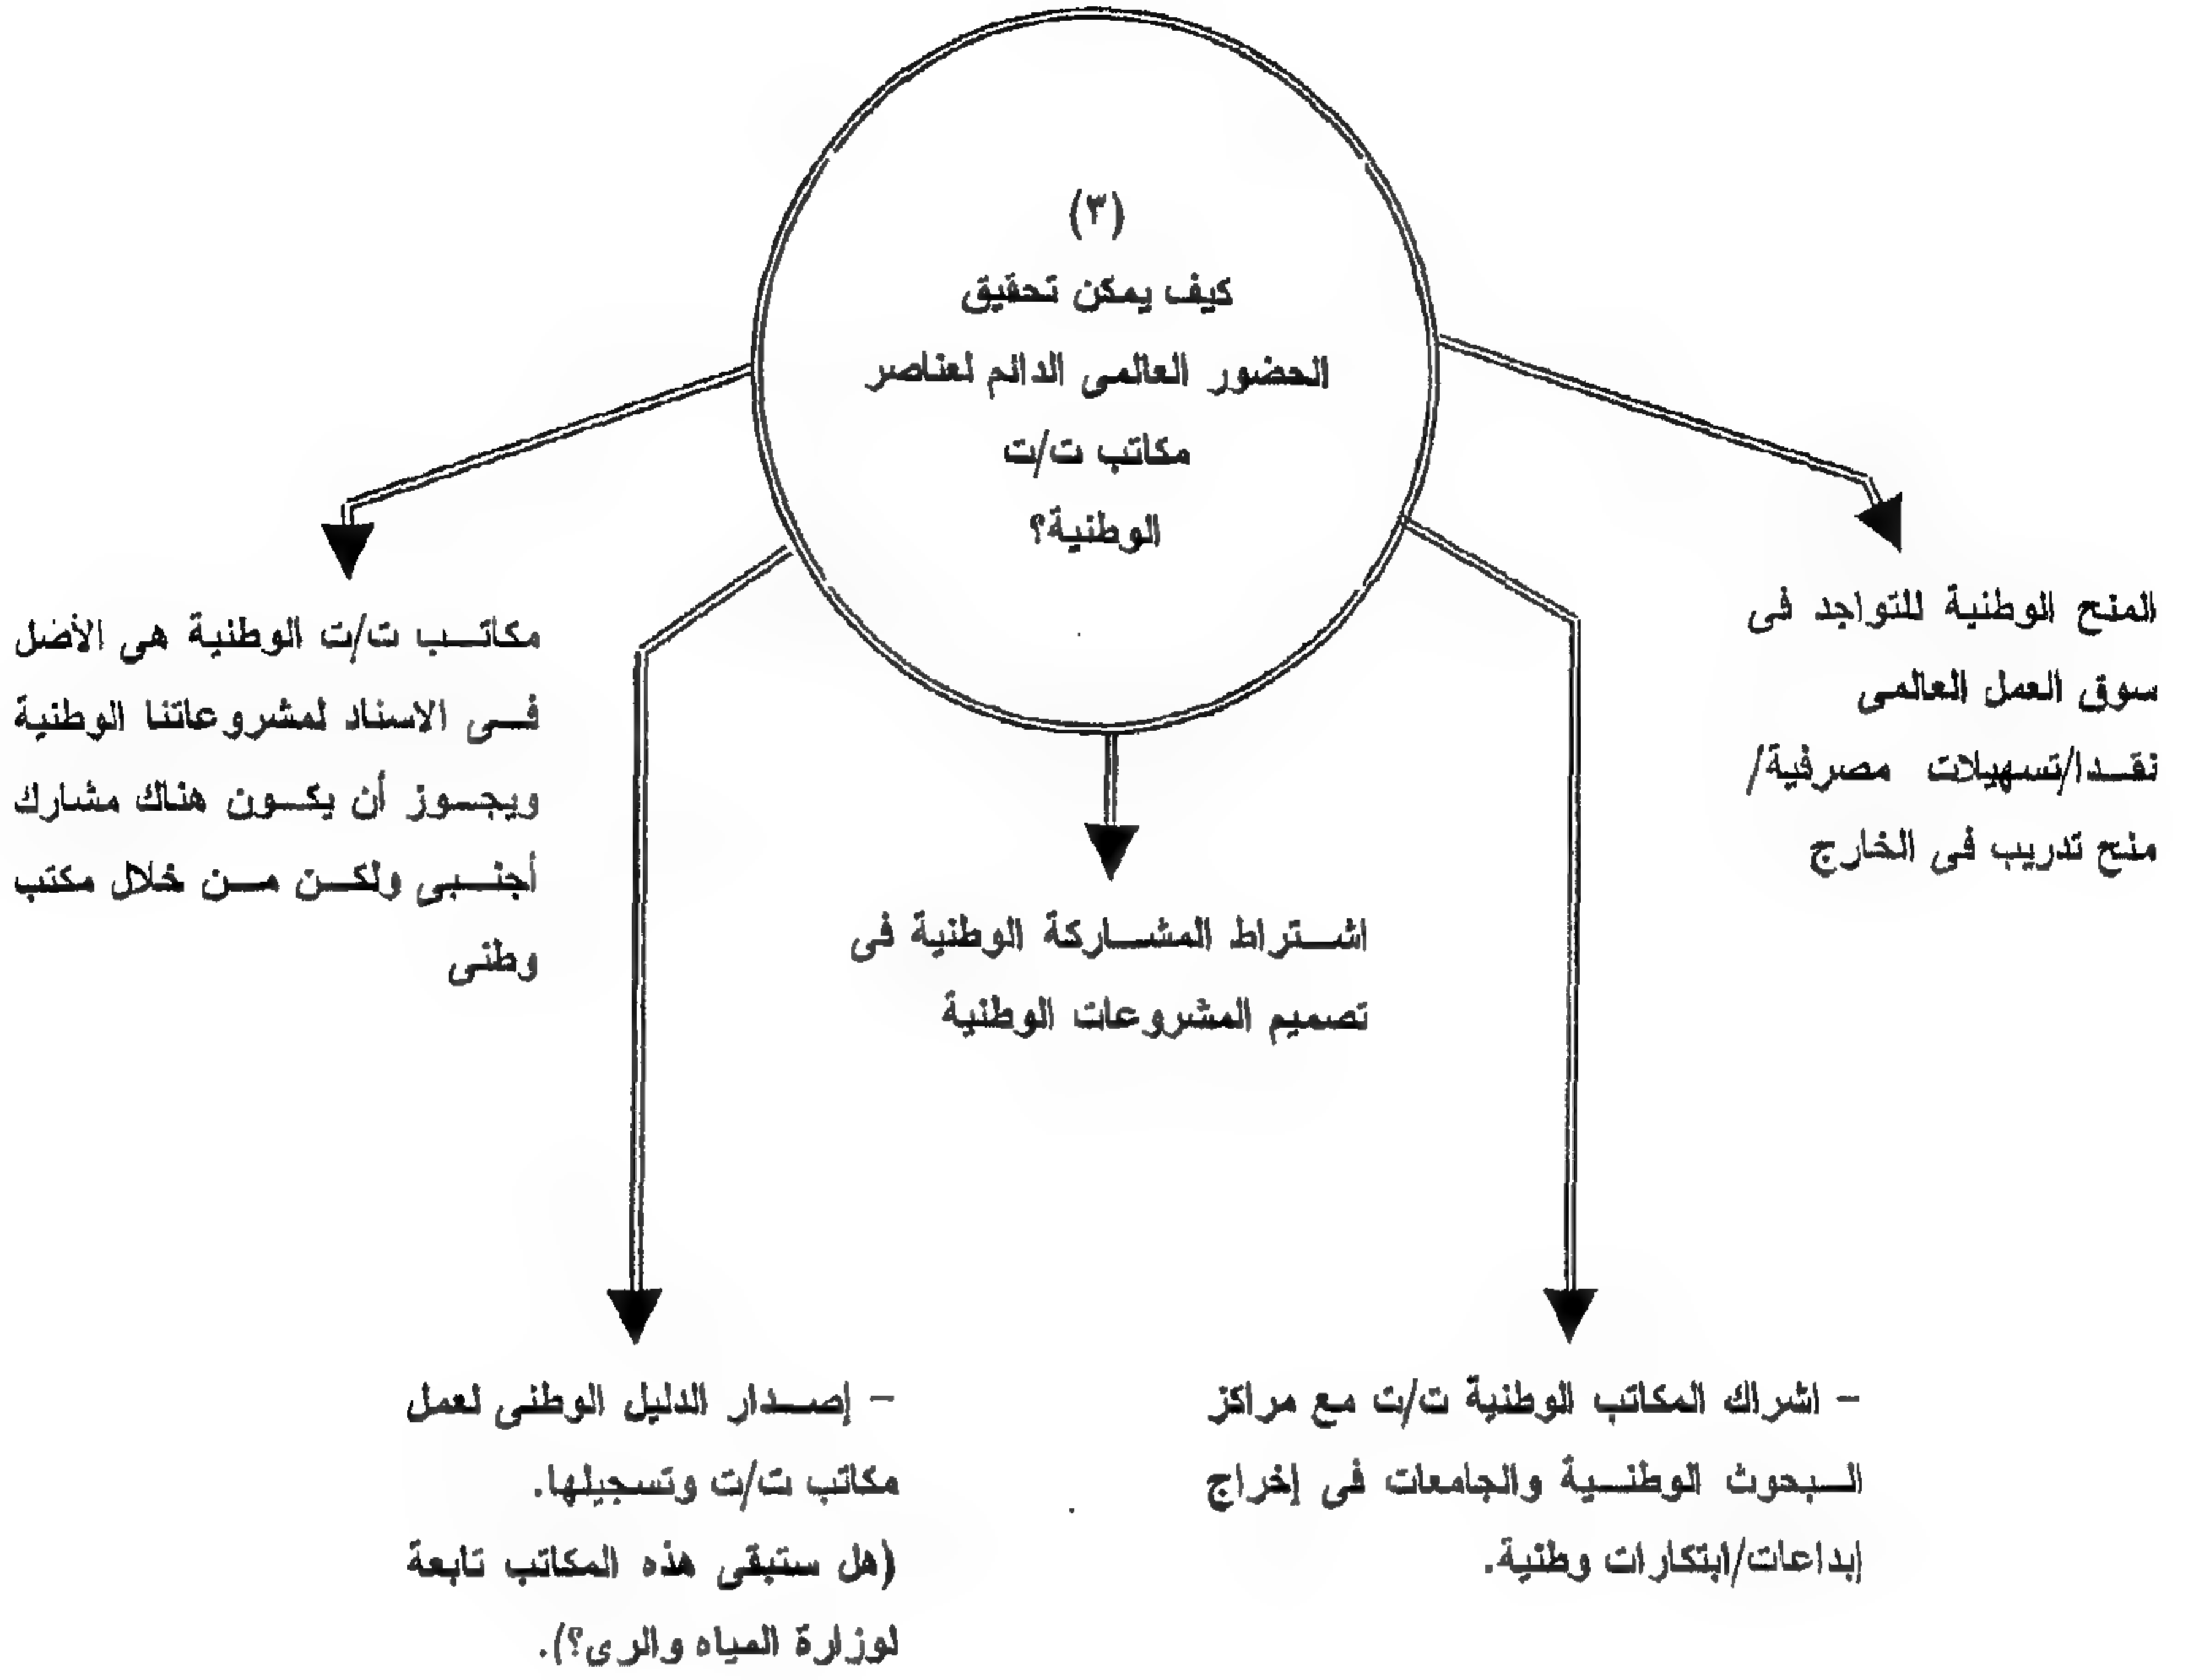 (٣)
كيف يمكن تحقيق
الحضور العالمى الدائم لعناصر
مكاتب ت/ت
الوطنية؟
المنح الوطنية للتواجد فى
سوق العمل العالمى
نقدا/تسهيلات مصرفية/
منح تدريب فى الخارج
- اشراك المكاتب الوطنية ت/ت مع مراكز
البحوث الوطنية والجامعات فى إخراج
إبداعات/ابتكارات وطنية.
اشتراط المشاركة الوطنية فى
تصميم المشروعات الوطنية
- إصدار الدليل الوطنى لعمل
مكاتب ت/ت وتسجيلها.
(هل ستبقى هذه المكاتب تابعة
لوزارة المياه والرى؟).
مكاتب ت/ت الوطنية هى الأضل
فى الاسناد لمشروعاتنا الوطنية
ويجوز أن يكون هناك مشارك
أجنبى ولكن من خلال مكتب
وطنى